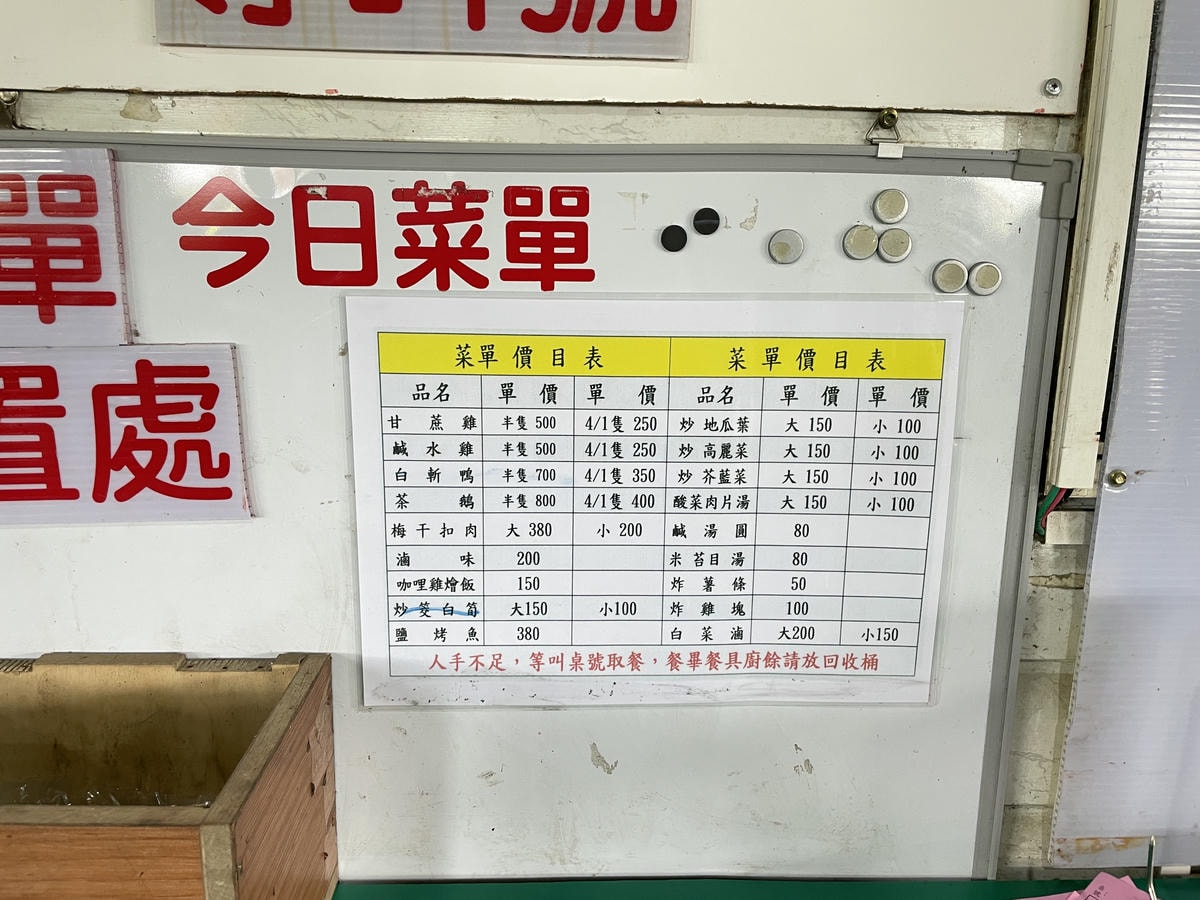 今日菜單
單
置處
菜單價目表 菜單價目表
品名 單價 單價 品名 單價 單價
甘蔗雞 半隻 500 4/1隻 250 炒地瓜葉 大 150 小 100
鹹水雞 半隻 500 4/1隻 250 炒高麗菜 大 150 小 100
白斬鴨 半隻 700 4/1隻 350 炒芥藍菜 大 150 小 100
茶鵝 半隻 800 4/1隻 400 酸菜肉片湯 大 150 小 100
梅干扣肉 大 380 小 200 鹹湯圓 80
滷味 200 米苔目湯 80
咖哩雞燴飯 150 炸薯條 50
炒筊白筍 大150 小100 炸雞塊 100
鹽烤魚 380 白菜滷 大200 小150
人手不足，等叫桌號取餐，餐畢餐具廚餘請放回收桶